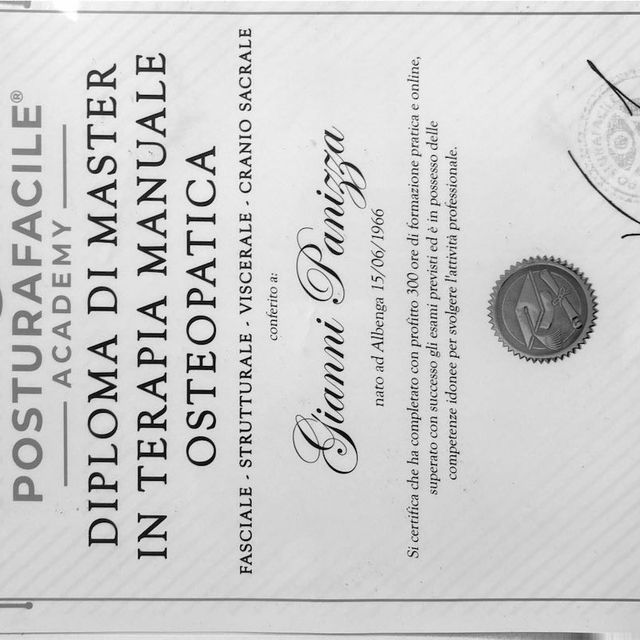 POSTURAFACILE®
ACADEMY
DIPLOMA DI MASTER
IN TERAPIA MANUALE
OSTEOPATICA
FASCIALE - STRUTTURALE - VISCERALE - CRANIO SACRALE
conferito a:
Gianni Panizza
nato ad Albenga 15/06/1966
Si certifica che ha completato con profitto 300 ore di formazione pratica e online,
superato con successo gli esami previsti ed è in possesso delle
competenze idonee per svolgere l'attività professionale.